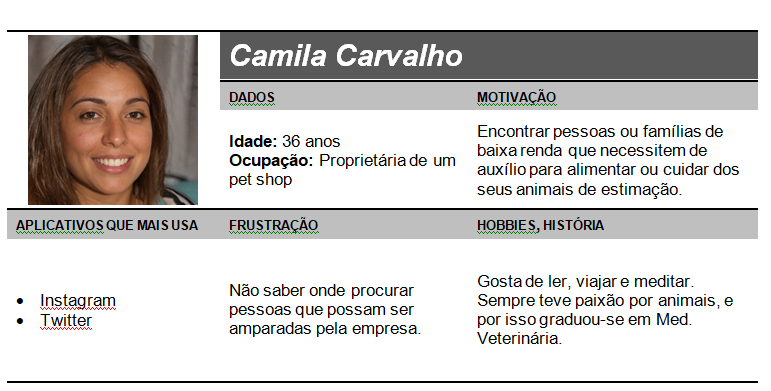 Camila Carvalho
DADOS
Idade: 36 anos
Ocupação: Proprietária de um
pet shop
MOTIVAÇÃO
Encontrar pessoas ou famílias de
baixa renda que necessitem de
auxílio para alimentar ou cuidar dos
seus animais de estimação.
APLICATIVOS QUE MAIS USA
• Instagram
• Twitter
FRUSTRAÇÃO
Não saber onde procurar
pessoas que possam ser
amparadas pela empresa.
HOBBIES, HISTÓRIA
Gosta de ler, viajar e meditar.
Sempre teve paixão por animais, e
por isso graduou-se em Med.
Veterinária.